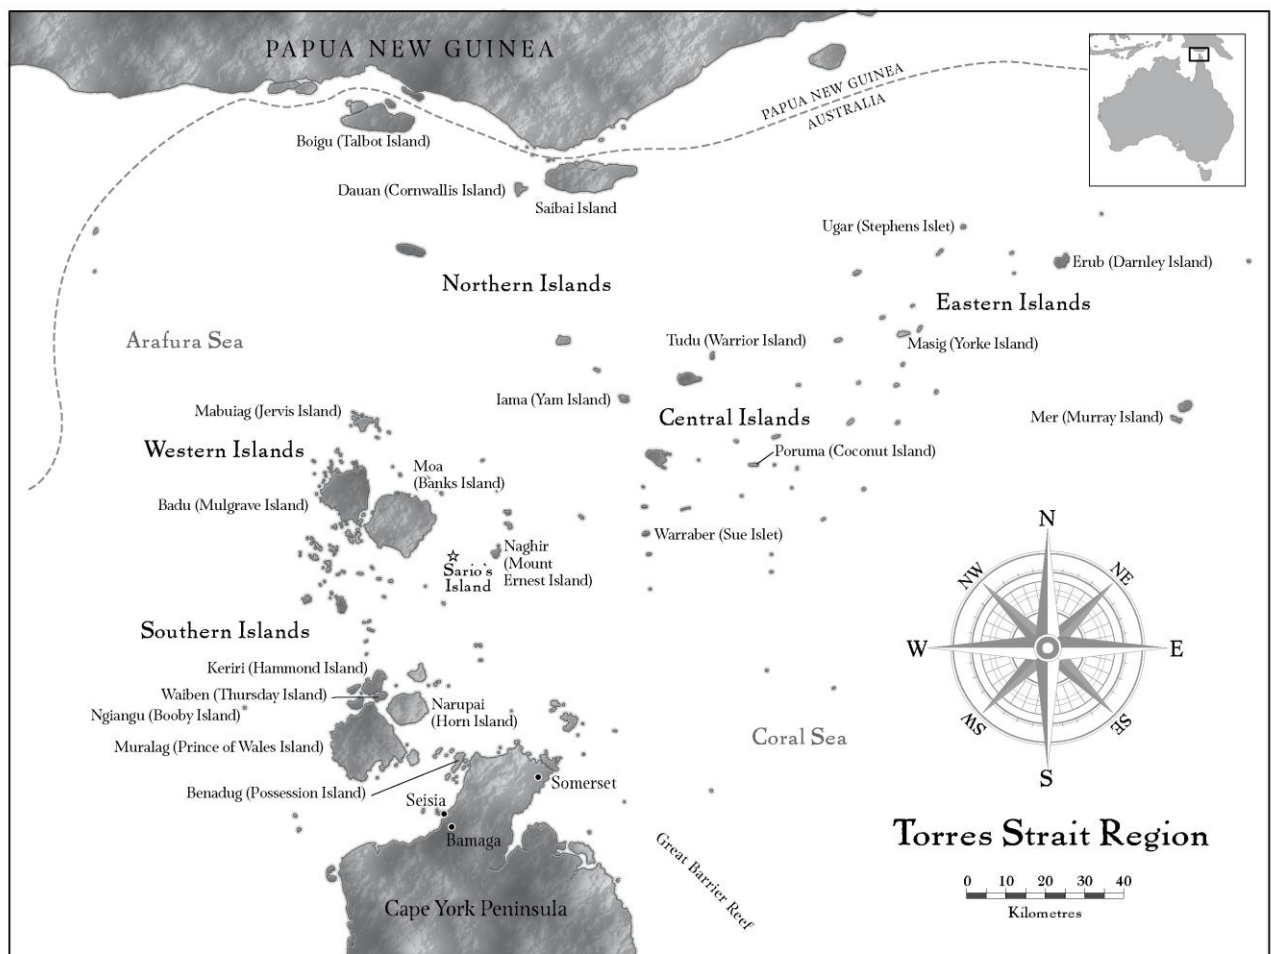 PAPUA NEW GUINEA
PAPUA NEW GUINEA
AUSTRALIA
Boigu (Talbot Island)
Dauan (Cornwallis Island)
Saibai Island
Ugar (Stephens Islet)
Erub (Darnley Island)
Northern Islands
Eastern Islands
Arafura Sea
Tudu (Warrior Island)
Masig (Yorke Island)
Iama (Yam Island)
Mabuiag (Jervis Island)
Central Islands
Mer (Murray Island)
Western Islands
Poruma (Coconut Island)
Moa
(Banks Island)
Badu (Mulgrave Island)
Warraber (Sue Islet)
Naghir
(Mount
Ernest Island)
Sario's
Island
N
NW
NE
W
E
SW
SE
S
Southern Islands
Keriri (Hammond Island)
Waiben (Thursday Island)
Ngiangu (Booby Island)
Narupai
(Horn Island)
Muralag (Prince of Wales Island)
Coral Sea
Benadug (Possession Island)
Somerset
Seisia
Bamaga
Great Barrier Reef
Cape York Peninsula
Torres Strait Region
0 10 20 30 40
Kilometres